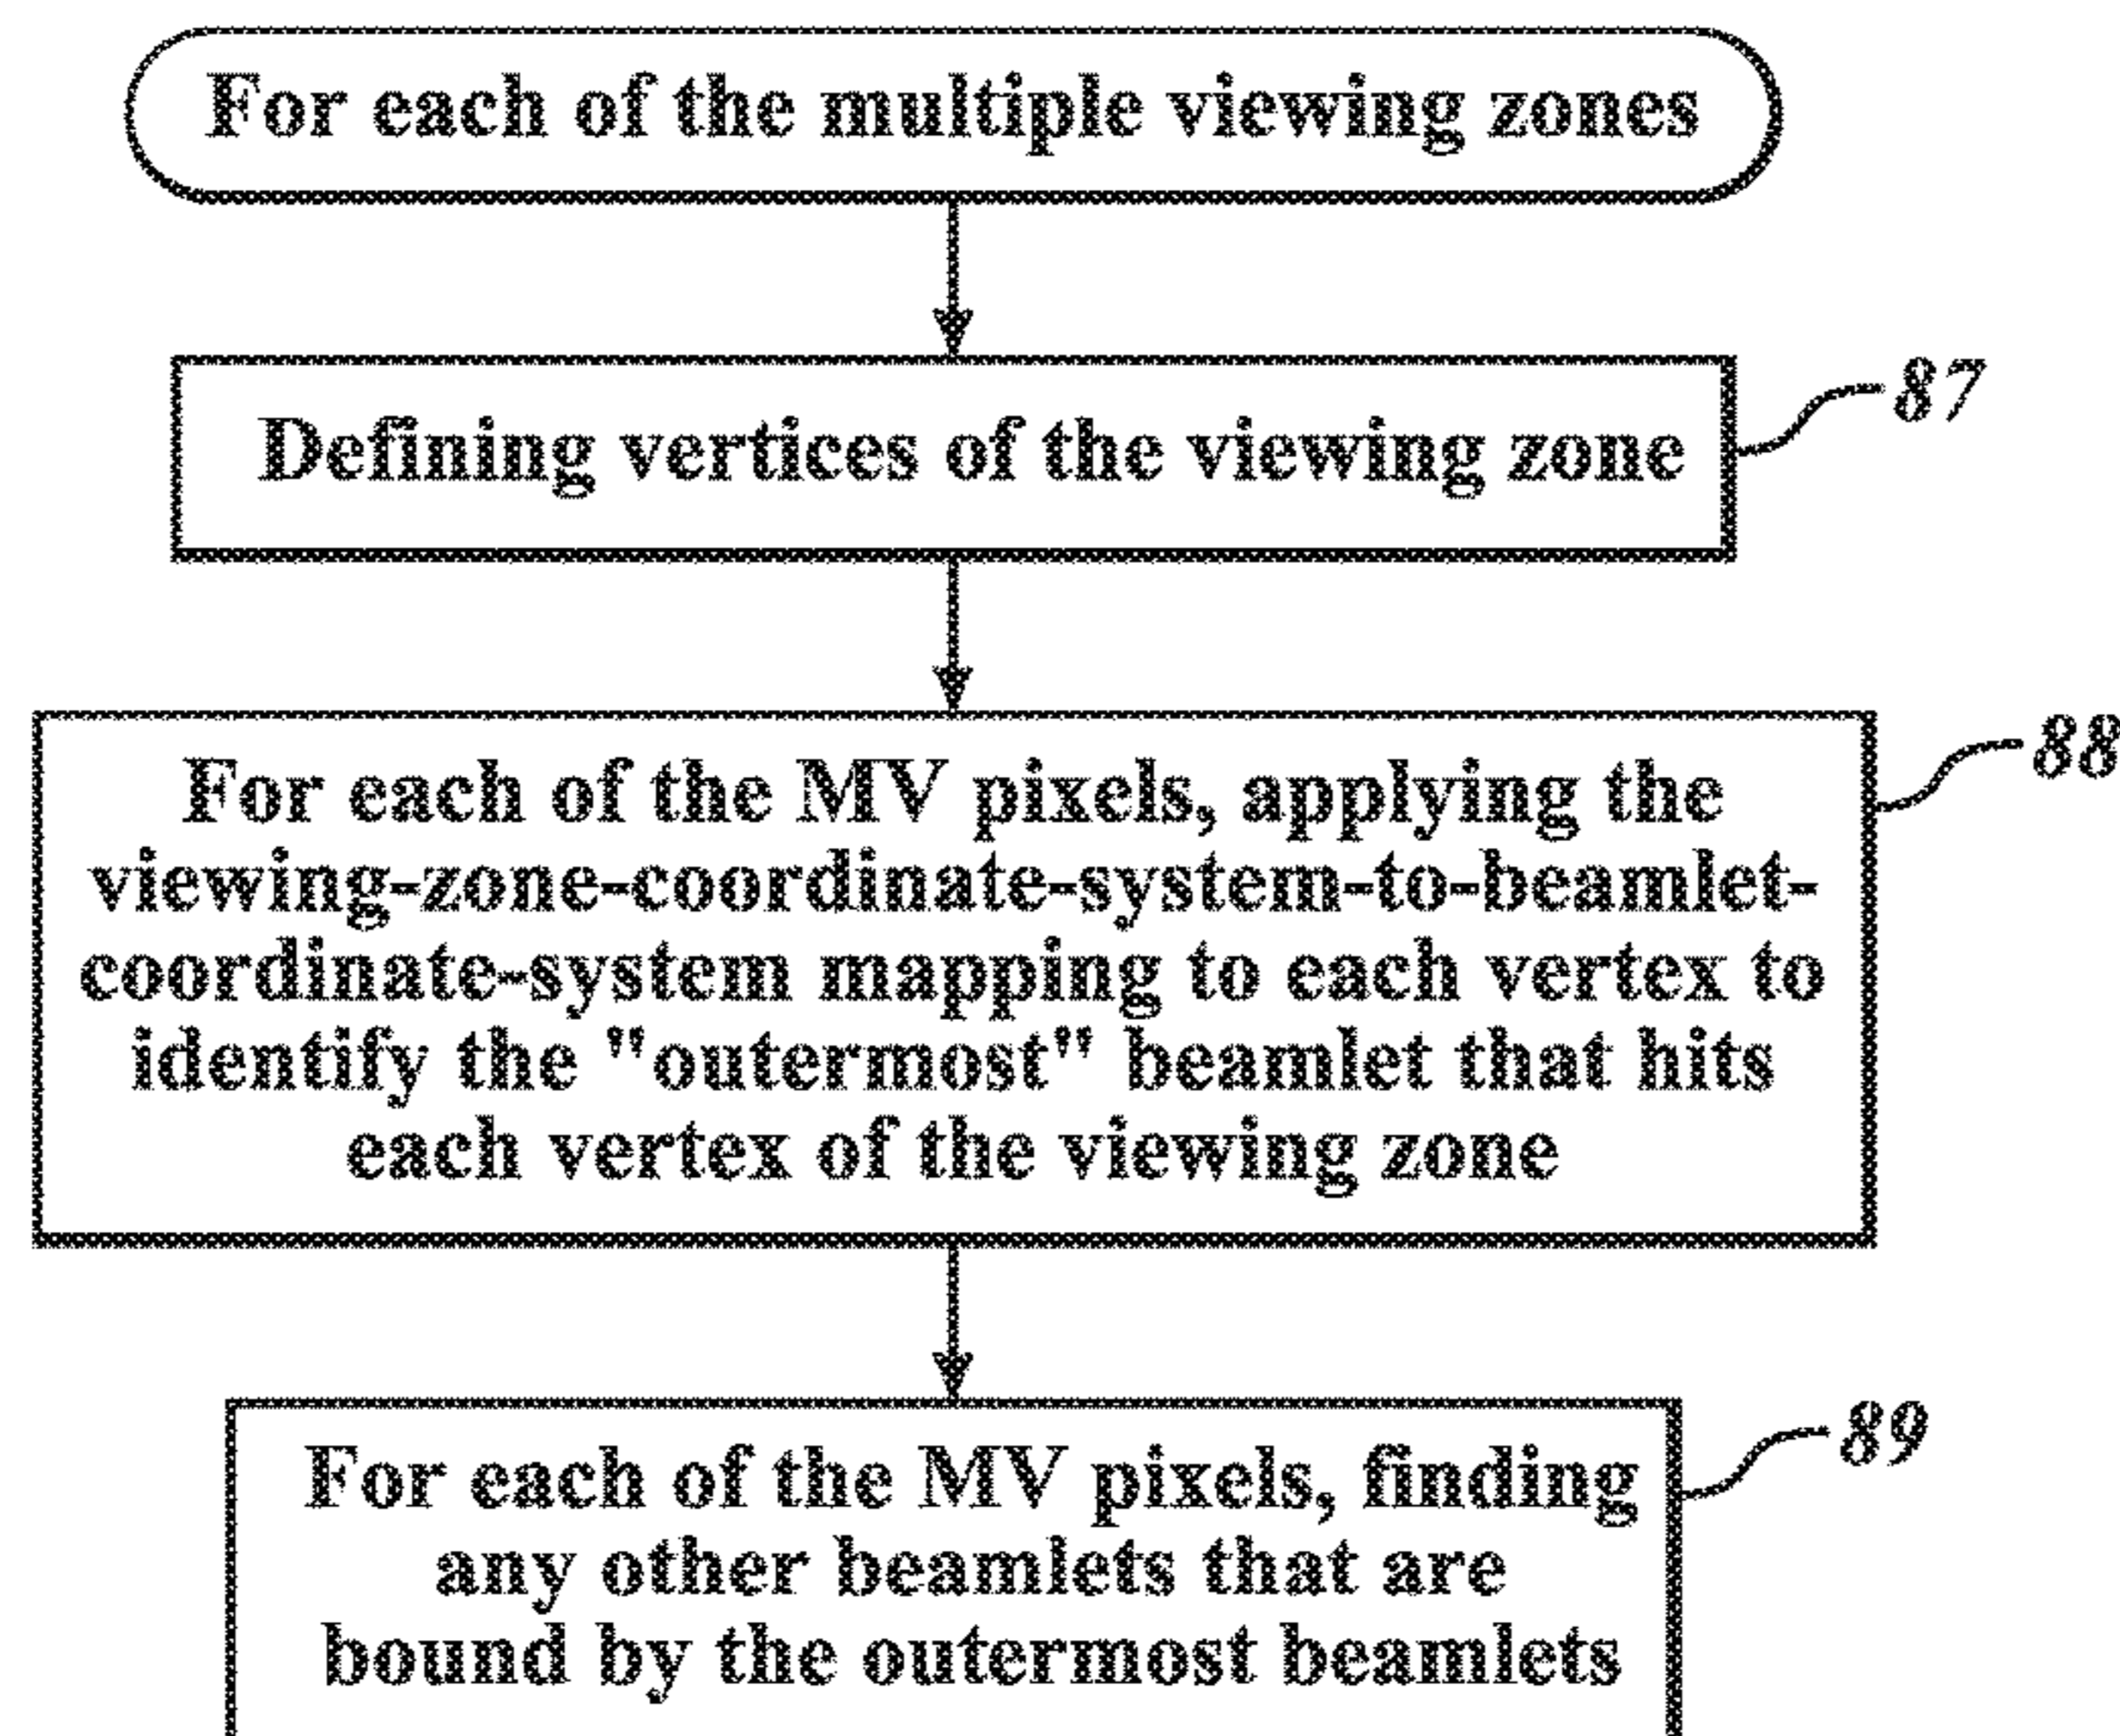 For each of the multiple viewing zones
Defining vertices of the viewing zone
87
For each of the MV pixels, applying the
viewing-zone-coordinate-system-to-beamlet-
coordinate-system mapping to each vertex to
identify the "outermost" beamlet that hits
each vertex of the viewing zone
88
For each of the MV pixels, finding
any other beamlets that are
bound by the outermost beamlets
89